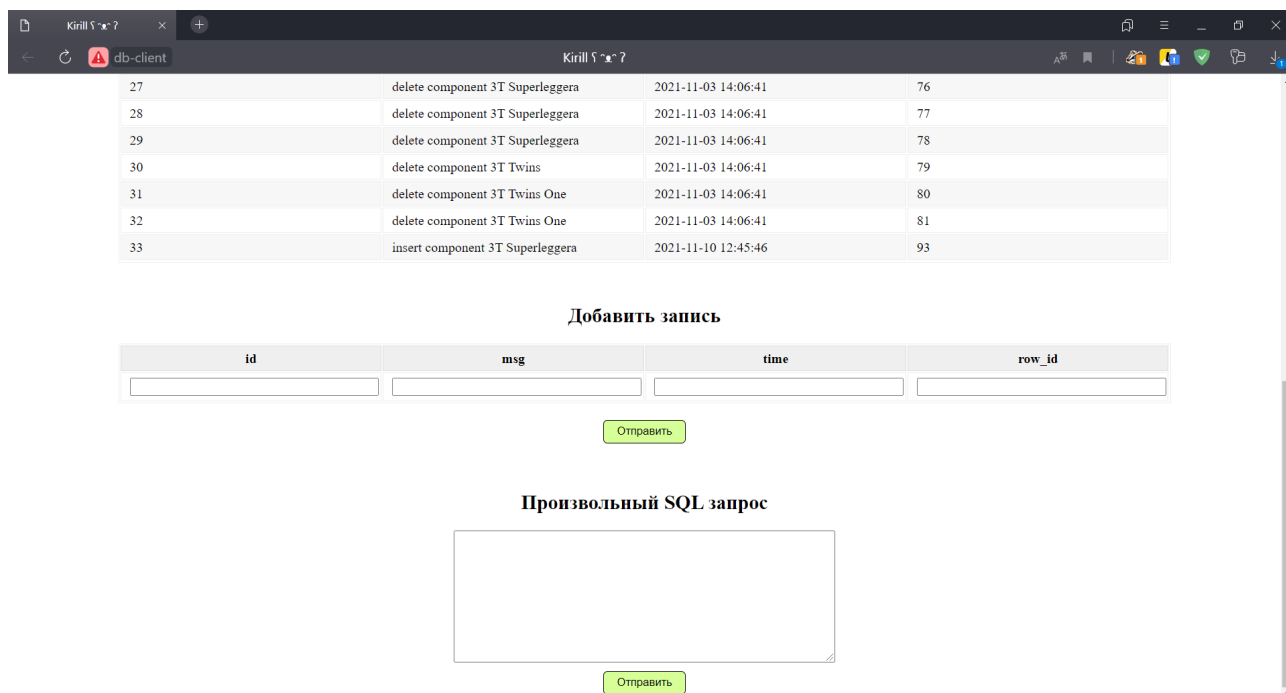 Kirill ʕ ᵔᴥᵔ ʔ
db-client Kirill ʕ ᵔᴥᵔ ʔ
27 delete component 3T Superleggera 2021-11-03 14:06:41 76
28 delete component 3T Superleggera 2021-11-03 14:06:41 77
29 delete component 3T Superleggera 2021-11-03 14:06:41 78
30 delete component 3T Twins 2021-11-03 14:06:41 79
31 delete component 3T Twins One 2021-11-03 14:06:41 80
32 delete component 3T Twins One 2021-11-03 14:06:41 81
33 insert component 3T Superleggera 2021-11-10 12:45:46 93
Добавить запись
id msg time row_id
Отправить
Произвольный SQL запрос
Отправить